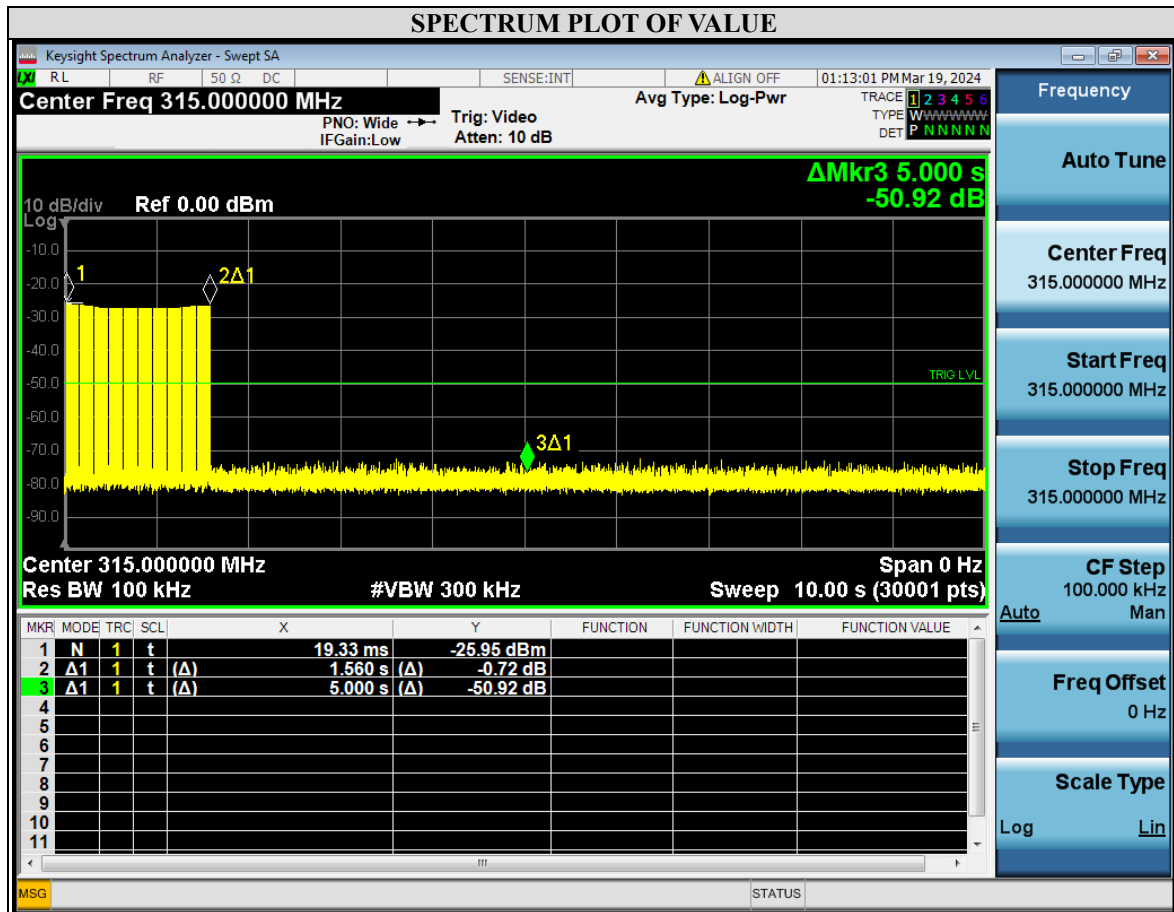 SPECTRUM PLOT OF VALUE
Keysight Spectrum Analyzer - Swept SA
LXI RL RF 50 Ω DC SENSE:INT ALIGN OFF 01:13:01 PM Mar 19, 2024
Center Freq 315.000000 MHz
PNO: Wide
IFGain:Low
Trig: Video
Atten: 10 dB
Avg Type: Log-Pwr
TRACE 1 2 3 4 5 6
TYPE WWWWWWW
DET P N N N N N
ΔMkr3 5.000 s
-50.92 dB
10 dB/div Ref 0.00 dBm
Log
-10.0
-20.0
-30.0
-40.0
-50.0
-60.0
-70.0
-80.0
-90.0
1
2Δ1
TRIG LVL
3Δ1
Center 315.000000 MHz Span 0 Hz
Res BW 100 kHz #VBW 300 kHz Sweep 10.00 s (30001 pts)
MKR MODE TRC SCL X Y FUNCTION FUNCTION WIDTH FUNCTION VALUE
1 N 1 t 19.33 ms -25.95 dBm
2 Δ1 1 t (Δ) 1.560 s (Δ) -0.72 dB
3 Δ1 1 t (Δ) 5.000 s (Δ) -50.92 dB
4
5
6
7
8
9
10
11
MSG STATUS
Frequency
Auto Tune
Center Freq
315.000000 MHz
Start Freq
315.000000 MHz
Stop Freq
315.000000 MHz
CF Step
100.000 kHz
Auto Man
Freq Offset
0 Hz
Scale Type
Log Lin